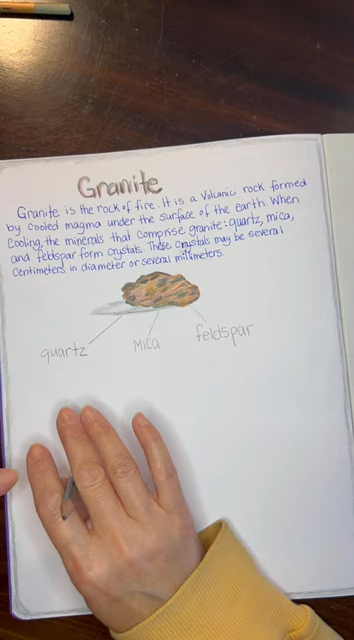 Granite
Granite is the rock of fire. It is a Volcanic rock formed
by cooled magma under the surface of the earth. When
cooling, the minerals that comprise granite: quartz, mica,
and feldspar form crystals. These crystals may be several
centimeters in diameter or several millimeters.
quartz
Mica
feldspar